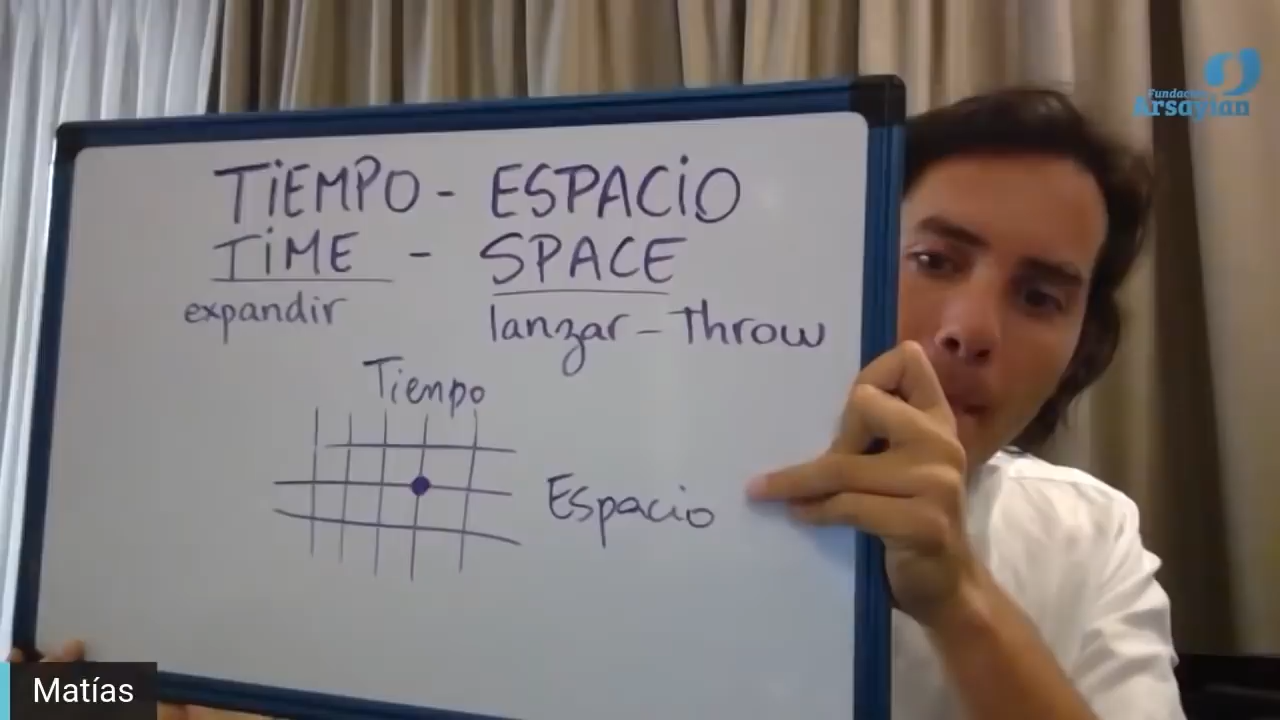 Fundación
Arsayian
TiEMPO - ESPACiO
TiME - SPACE
expandir lanzar - Throw
Tiempo
Espacio
Matías